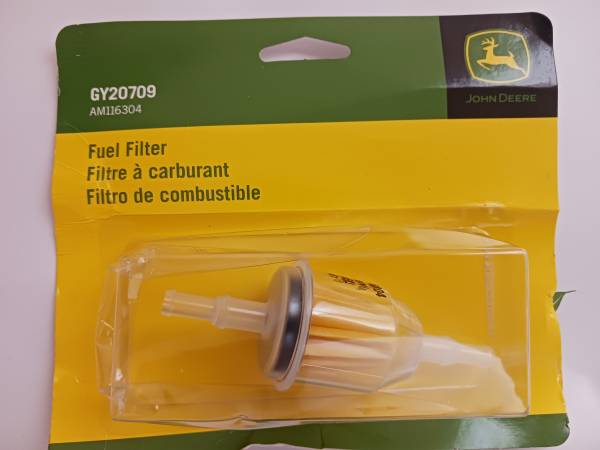 GY20709
AM116304
JOHN DEERE
Fuel Filter
Filtre à carburant
Filtro de combustible